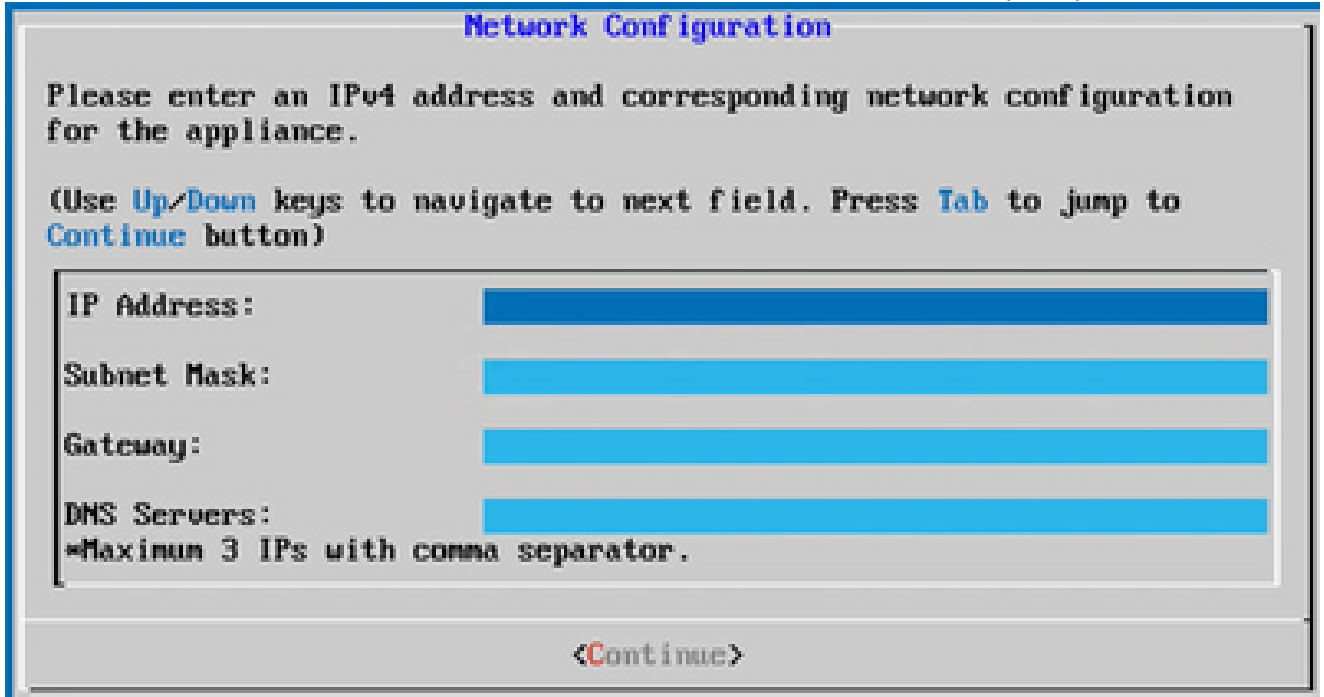 Network Configuration
Please enter an IPv4 address and corresponding network configuration
for the appliance.
(Use Up/Down keys to navigate to next field. Press Tab to jump to
Continue button)
IP Address:
Subnet Mask:
Gateway:
DNS Servers:
*Maximum 3 IPs with comma separator.
<Continue>